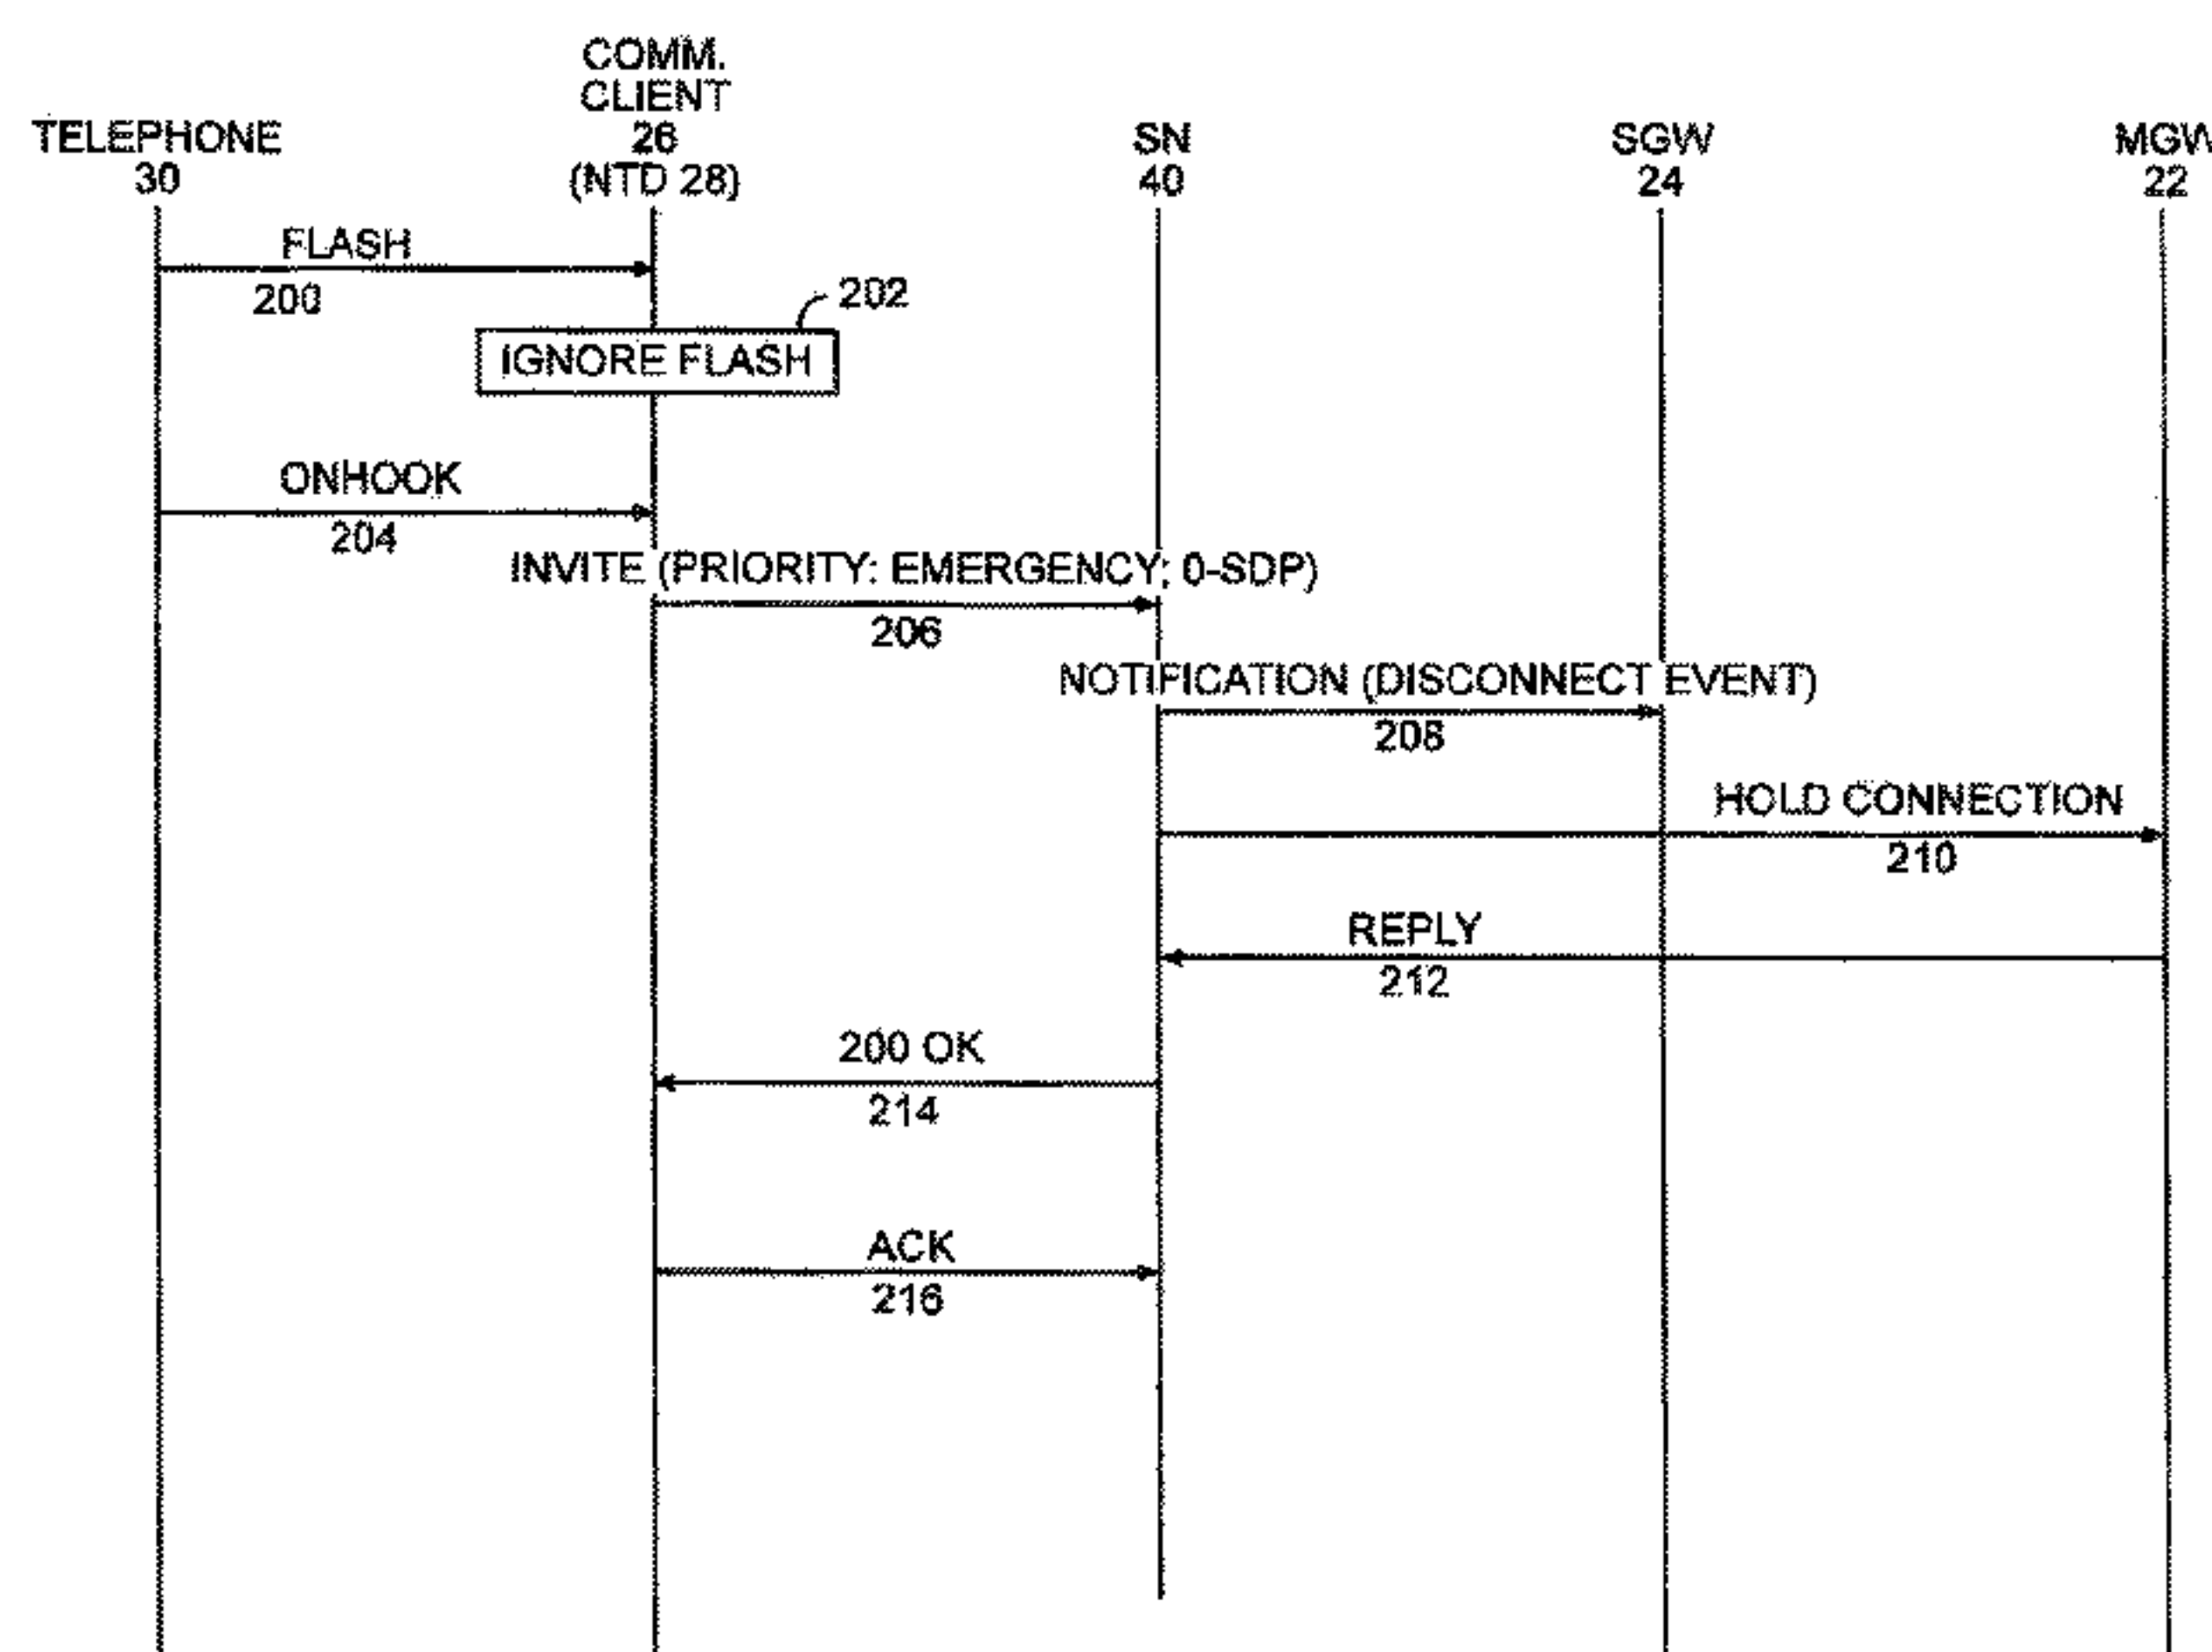 COMM.
CLIENT
TELEPHONE 26 SN SGW MGW
30 (NTD 28) 40 24 22
FLASH
200
202
IGNORE FLASH
ONHOOK
204
INVITE (PRIORITY: EMERGENCY; 0-SDP)
206
NOTIFICATION (DISCONNECT EVENT)
208
HOLD CONNECTION
210
REPLY
212
200 OK
214
ACK
216